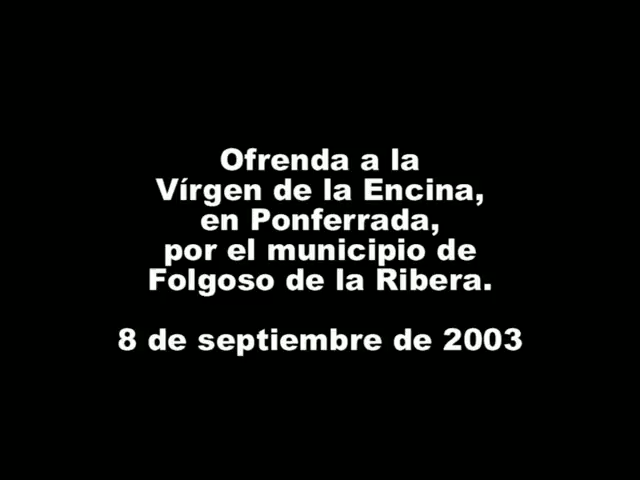 Ofrenda a la
Vírgen de la Encina,
en Ponferrada,
por el municipio de
Folgoso de la Ribera.
8 de septiembre de 2003